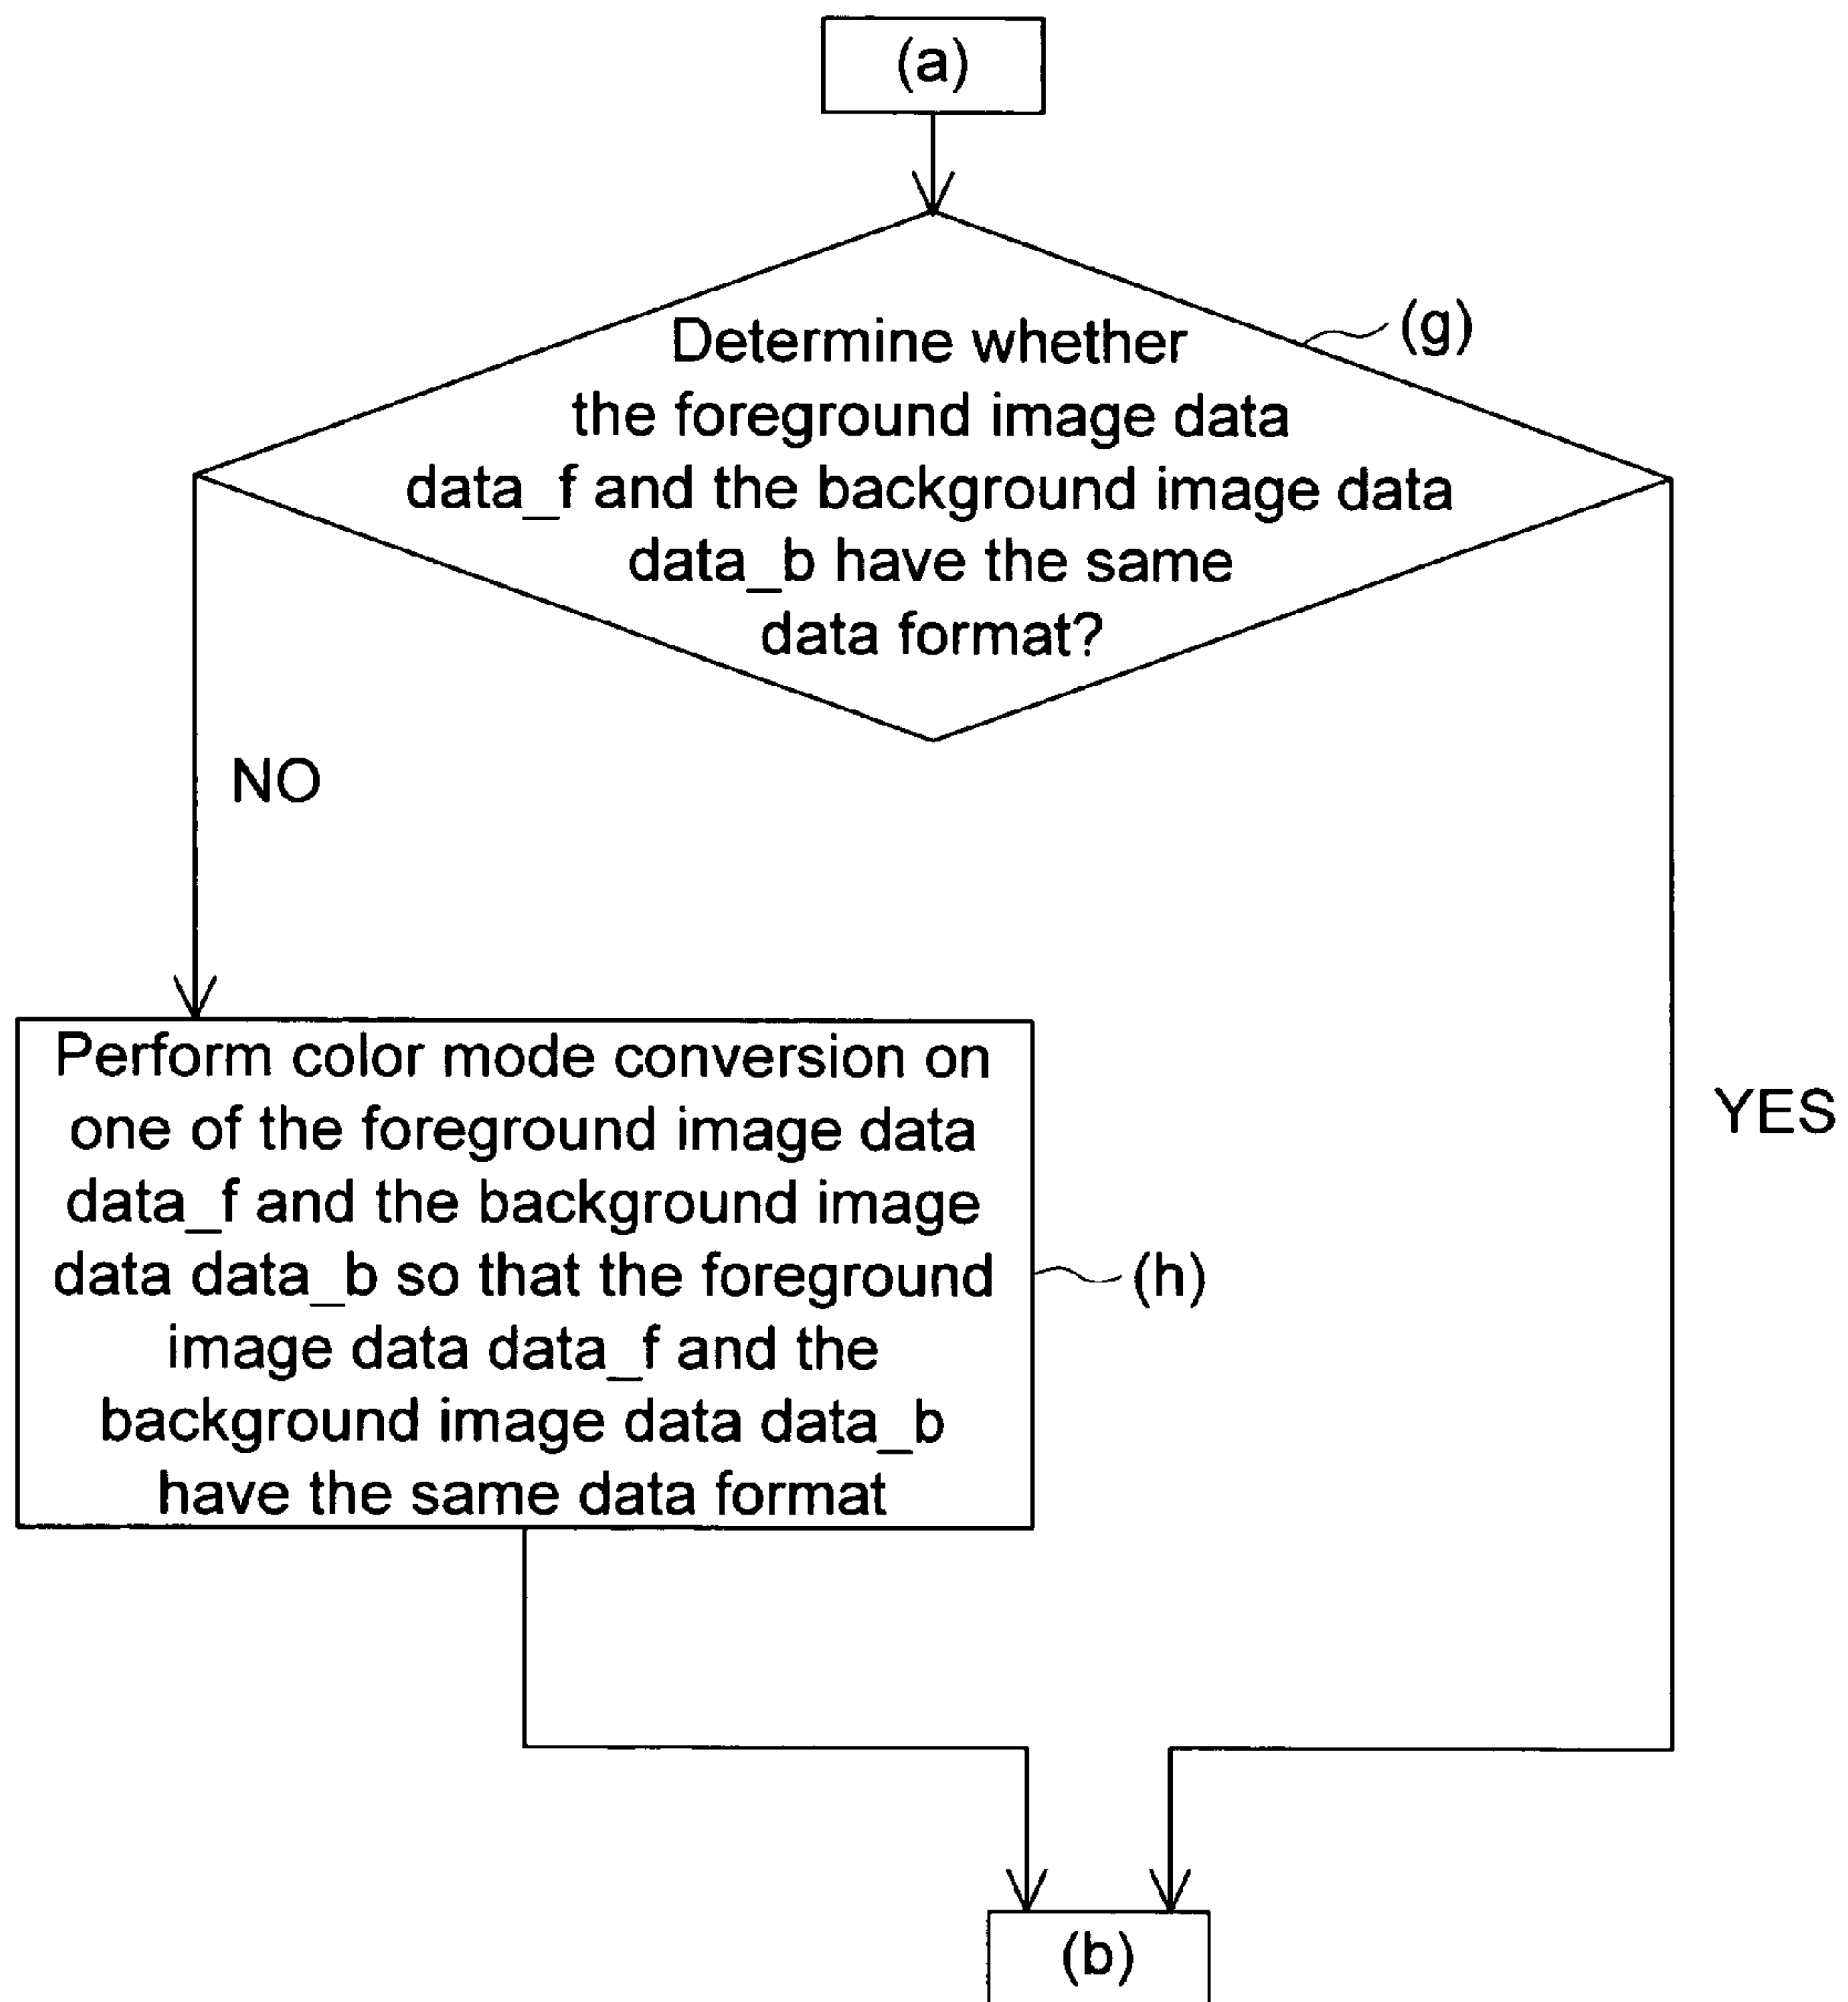 (a)
Determine whether
the foreground image data
data_f and the background image data
data_b have the same
data format?
(g)
NO
YES
Perform color mode conversion on
one of the foreground image data
data_f and the background image
data data_b so that the foreground
image data data_f and the
background image data data_b
have the same data format
(h)
(b)